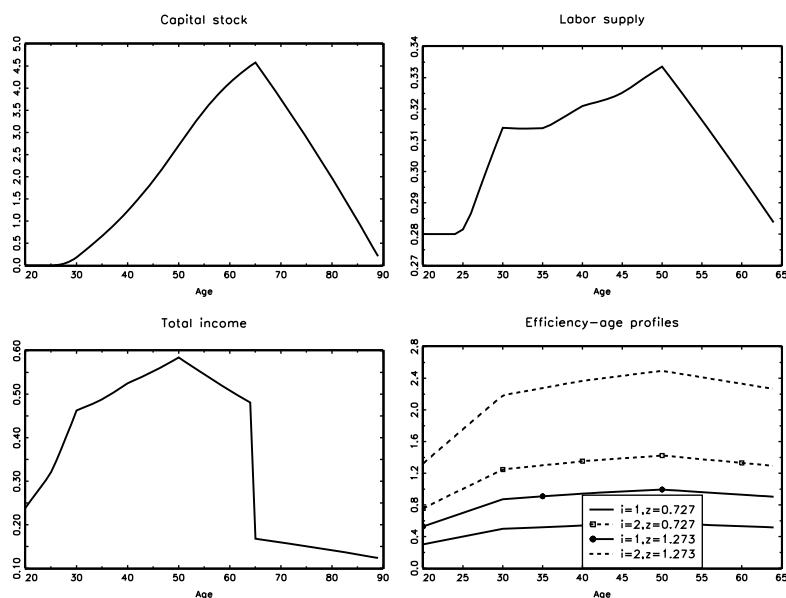 Capital stock
5.0
4.5
4.0
3.5
3.0
2.5
2.0
1.5
1.0
0.5
0.0
20 30 40 50 60 70 80 90
Age
Labor supply
0.34
0.33
0.32
0.31
0.30
0.29
0.28
0.27
20 25 30 35 40 45 50 55 60 65
Age
Total income
0.60
0.50
0.40
0.30
0.20
0.10
20 30 40 50 60 70 80 90
Age
Efficiency-age profiles
2.8
2.4
2.0
1.6
1.2
0.8
0.4
0.0
i=1,z=0.727
i=2,z=0.727
i=1,z=1.273
i=2,z=1.273
20 25 30 35 40 45 50 55 60 65
Age